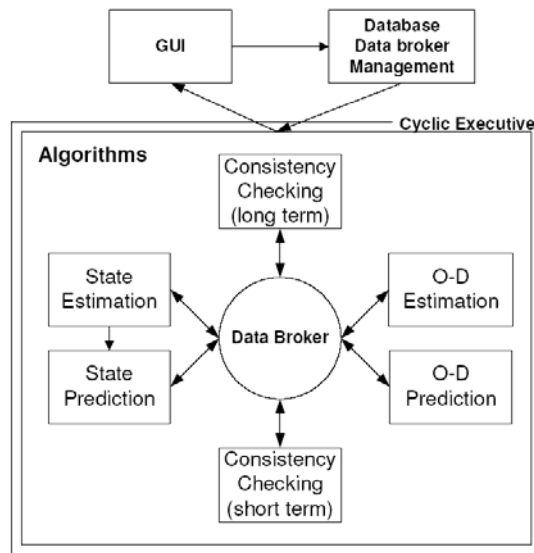 GUI
Database
Data broker
Management
Cyclic Executive
Algorithms
Consistency
Checking
(long term)
State
Estimation
O-D
Estimation
Data Broker
State
Prediction
O-D
Prediction
Consistency
Checking
(short term)